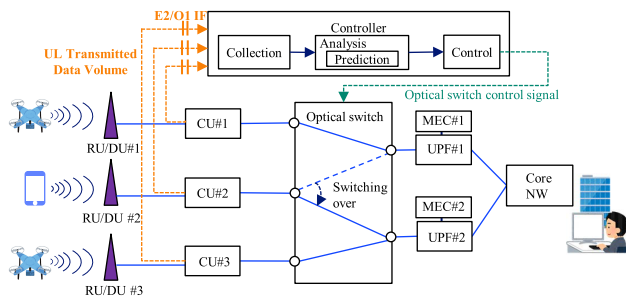 E2/O1 IF
Controller
UL Transmitted
Data Volume
Collection
Analysis
Prediction
Control
Optical switch control signal
RU/DU#1
CU#1
Optical switch
MEC#1
UPF#1
RU/DU #2
CU#2
Switching
over
Core
NW
MEC#2
UPF#2
RU/DU #3
CU#3